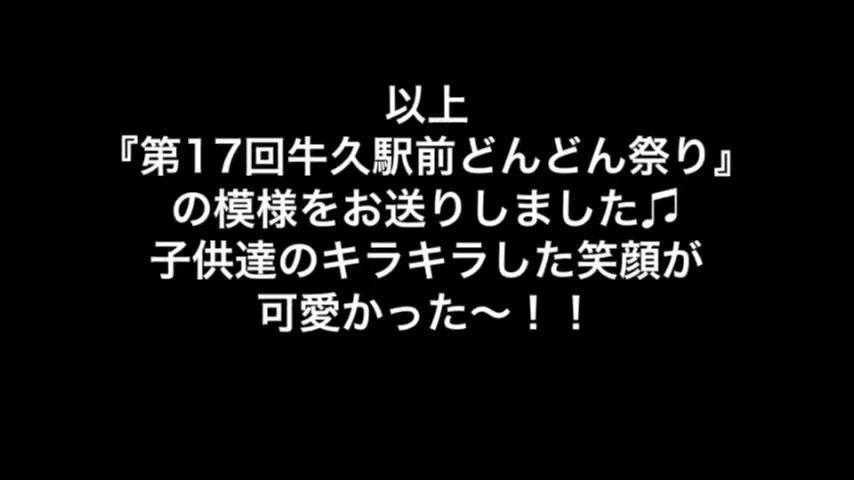 以上
『第17回牛久駅前どんどん祭り』
の模様をお送りしました♫
子供達のキラキラした笑顔が
可愛かった〜！！